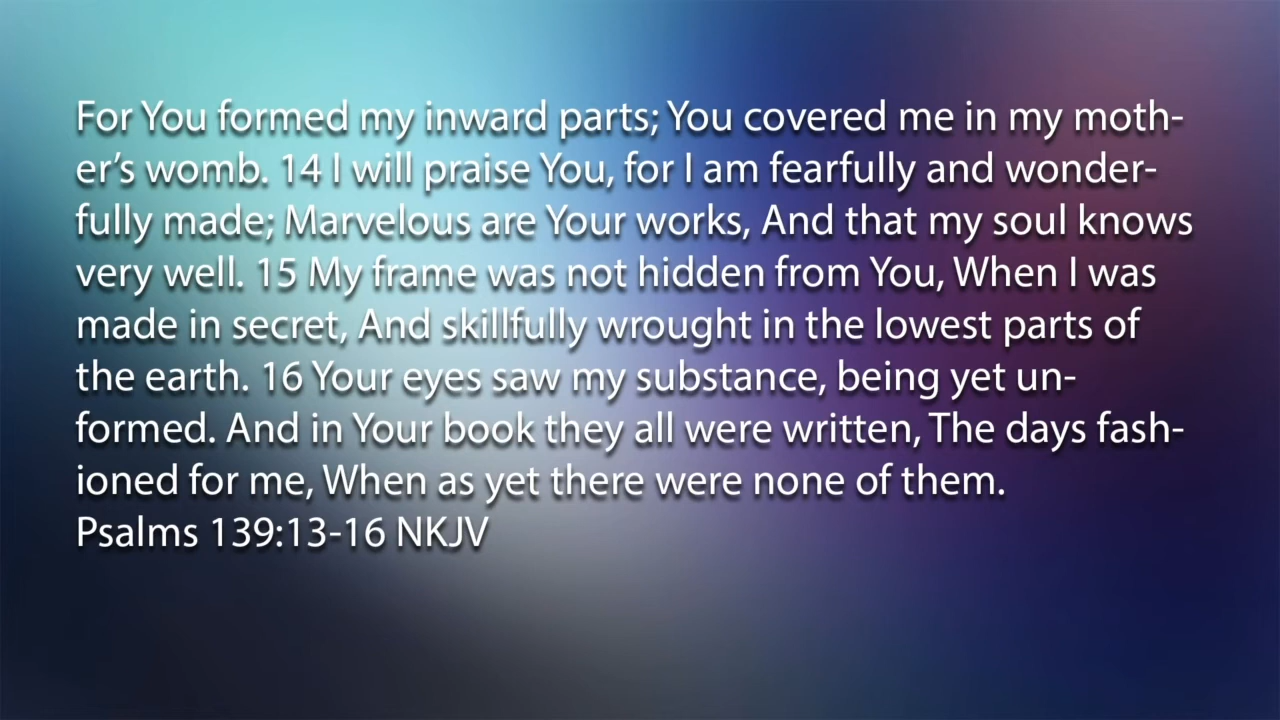 For You formed my inward parts; You covered me in my moth-
er’s womb. 14 I will praise You, for I am fearfully and wonder-
fully made; Marvelous are Your works, And that my soul knows
very well. 15 My frame was not hidden from You, When I was
made in secret, And skillfully wrought in the lowest parts of
the earth. 16 Your eyes saw my substance, being yet un-
formed. And in Your book they all were written, The days fash-
ioned for me, When as yet there were none of them.
Psalms 139:13-16 NKJV